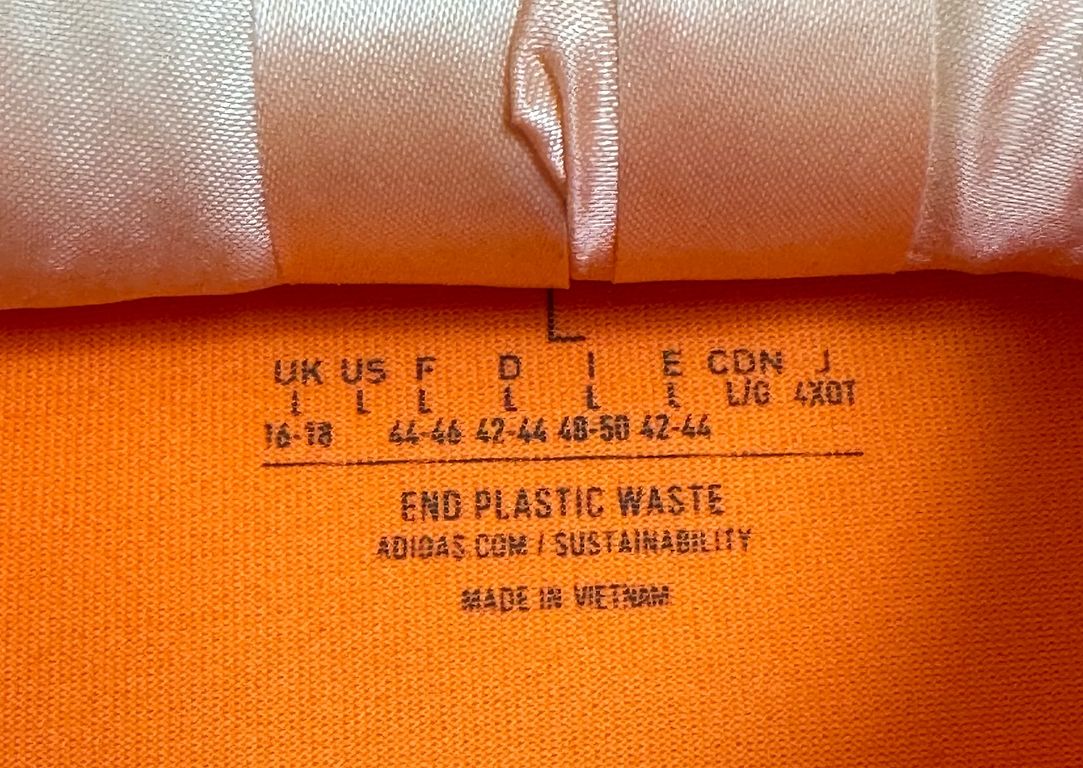 L
UK US F D I E CDN J
L L L L L L L/G 4XOT
16-18 44-46 42-44 48-50 42-44
END PLASTIC WASTE
ADIDAS.COM / SUSTAINABILITY
MADE IN VIETNAM